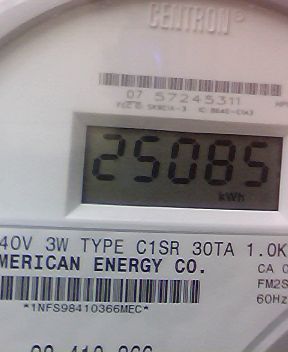 CENTRON®
07 57245311
25085
kWh
40V 3W TYPE C1SR 30TA 1.0K
MERICAN ENERGY CO.
CA 0
FM2S
60Hz
*1NFS98410366MEC*